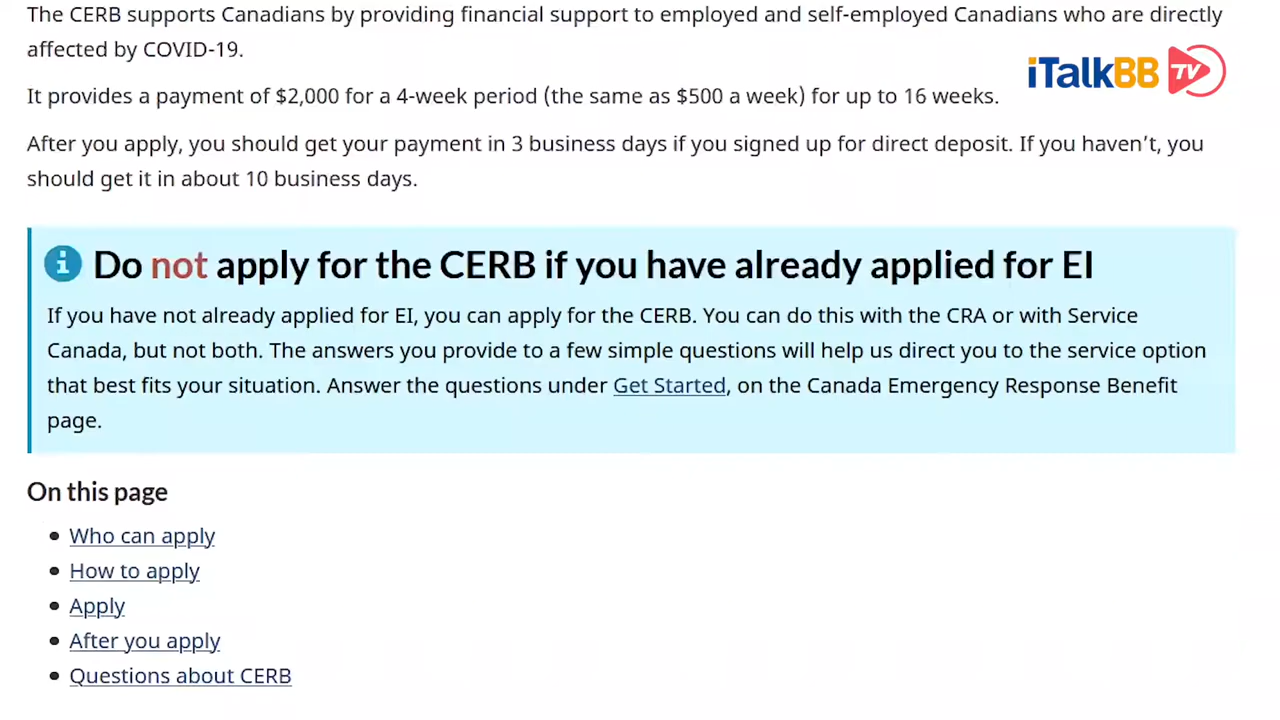 The CERB supports Canadians by providing financial support to employed and self-employed Canadians who are directly
affected by COVID-19.
iTalkBB TV
It provides a payment of $2,000 for a 4-week period (the same as $500 a week) for up to 16 weeks.
After you apply, you should get your payment in 3 business days if you signed up for direct deposit. If you haven’t, you
should get it in about 10 business days.
Do not apply for the CERB if you have already applied for EI
If you have not already applied for EI, you can apply for the CERB. You can do this with the CRA or with Service
Canada, but not both. The answers you provide to a few simple questions will help us direct you to the service option
that best fits your situation. Answer the questions under Get Started, on the Canada Emergency Response Benefit
page.
On this page
Who can apply
How to apply
Apply
After you apply
Questions about CERB